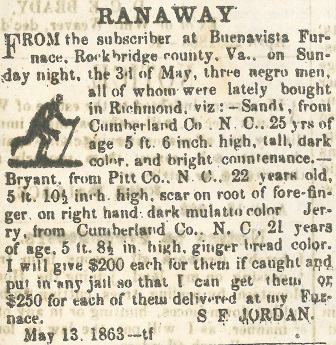 RANAWAY
FROM the subscriber at Buenavista Fur-
nace, Rockbridge county, Va., on Sun-
day night, the 3d of May, three negro men,
all of whom were lately bought
in Richmond, viz: - Sands, from
Cumberland Co. N. C., 25 yrs of
age 5 ft. 6 inch. high, tall, dark
color, and bright countenance.—
Bryant, from Pitt Co., N. C., 22 years old,
5 ft. 10½ inch. high, scar on root of fore-fin-
ger, on right hand: dark mulatto color Jer-
ry, from Cumberland Co., N. C, 21 years
of age, 5 ft. 8½ in. high, ginger bread color.
I will give $200 each for them if caught and
put in any jail so that I can get them or
$250 for each of them delivered at my Fur-
nace. S F JORDAN.
May 13, 1863—tf